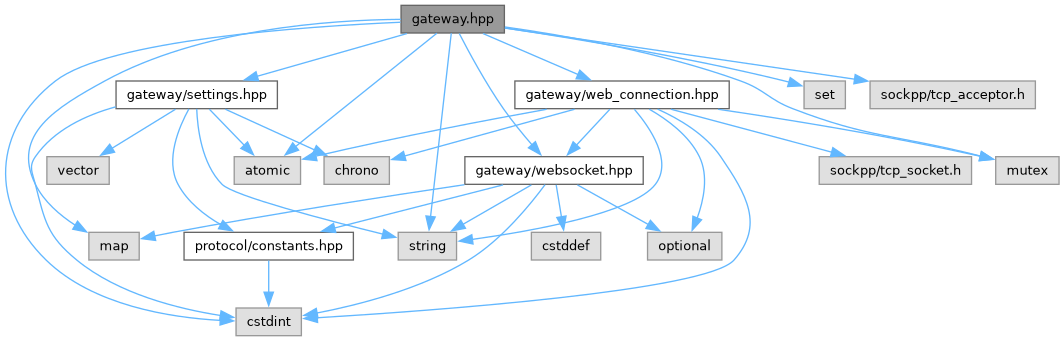 gateway.hpp
gateway/settings.hpp
gateway/web_connection.hpp
set
sockpp/tcp_acceptor.h
vector
atomic
chrono
gateway/websocket.hpp
sockpp/tcp_socket.h
mutex
map
protocol/constants.hpp
string
cstddef
optional
cstdint